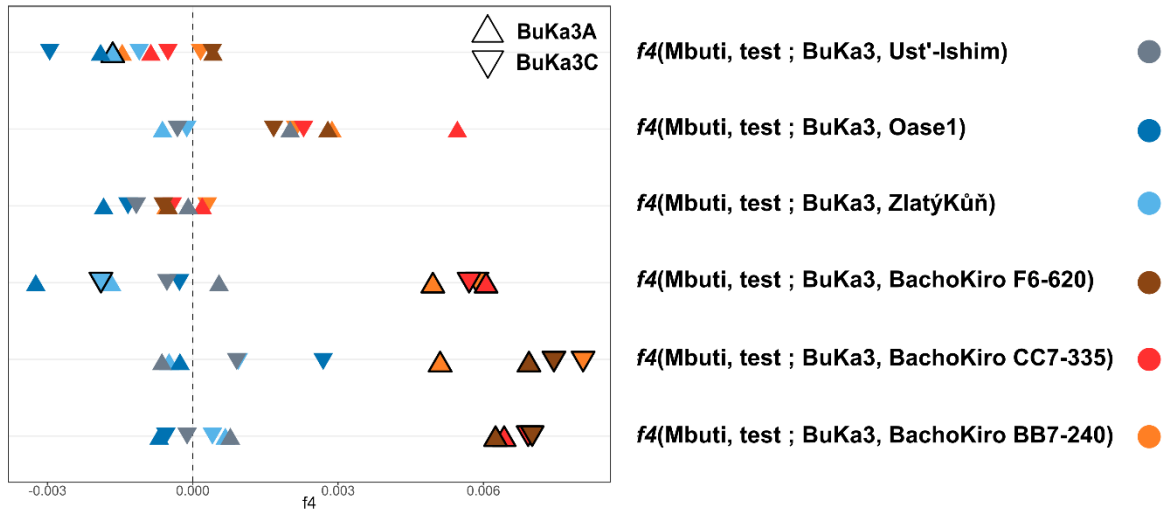 BuKa3A
BuKa3C
f4(Mbuti, test ; BuKa3, Ust'-Ishim)
f4(Mbuti, test ; BuKa3, Oase1)
f4(Mbuti, test ; BuKa3, ZlatýKůň)
f4(Mbuti, test ; BuKa3, BachoKiro F6-620)
f4(Mbuti, test ; BuKa3, BachoKiro CC7-335)
f4(Mbuti, test ; BuKa3, BachoKiro BB7-240)
-0.003 0.000 0.003 0.006
f4